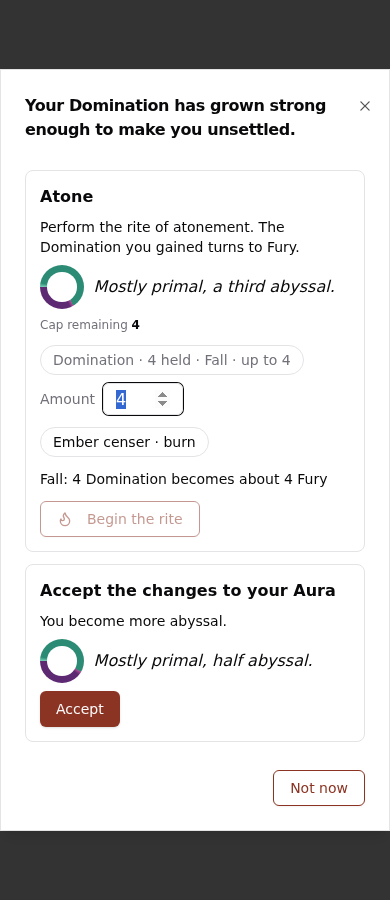 Your Domination has grown strong
enough to make you unsettled.
Atone
Perform the rite of atonement. The
Domination you gained turns to Fury.
Mostly primal, a third abyssal.
Cap remaining 4
Domination · 4 held · Fall · up to 4
Amount 4
Ember censer · burn
Fall: 4 Domination becomes about 4 Fury
Begin the rite
Accept the changes to your Aura
You become more abyssal.
Mostly primal, half abyssal.
Accept
Not now